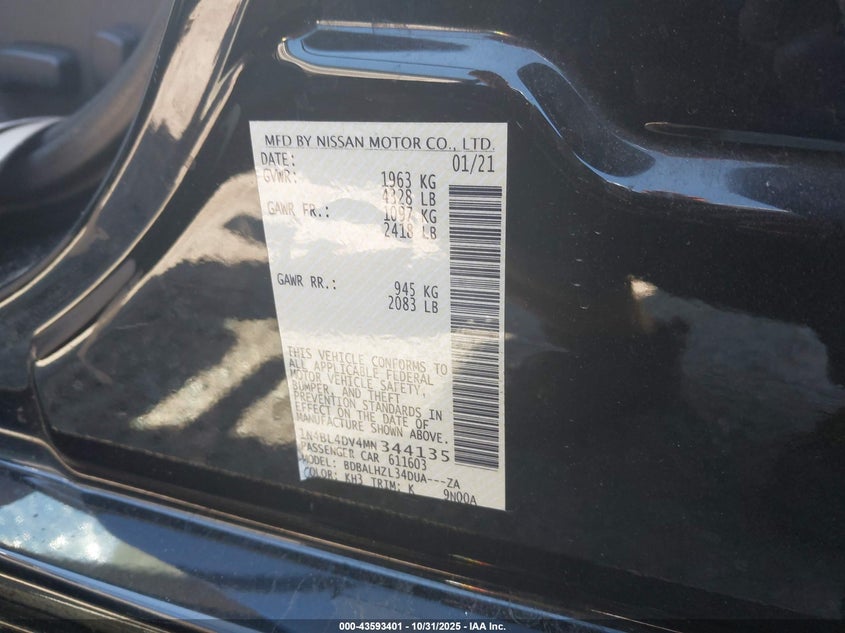 MFD BY NISSAN MOTOR CO., LTD.
DATE: 01/21
GVWR: 1963 KG
4328 LB
GAWR FR.: 1097 KG
2418 LB
GAWR RR.: 945 KG
2083 LB
THIS VEHICLE CONFORMS TO
ALL APPLICABLE FEDERAL
MOTOR VEHICLE SAFETY,
BUMPER, AND THEFT
PREVENTION STANDARDS IN
EFFECT ON THE DATE OF
MANUFACTURE SHOWN ABOVE.
1N4BL4DV4MN344135
PASSENGER CAR 611603
MODEL: BDBALHZL34DUA---ZA
COLOR: KH3 TRIM: K 9N00A
000-43593401 - 10/31/2025 - IAA Inc.